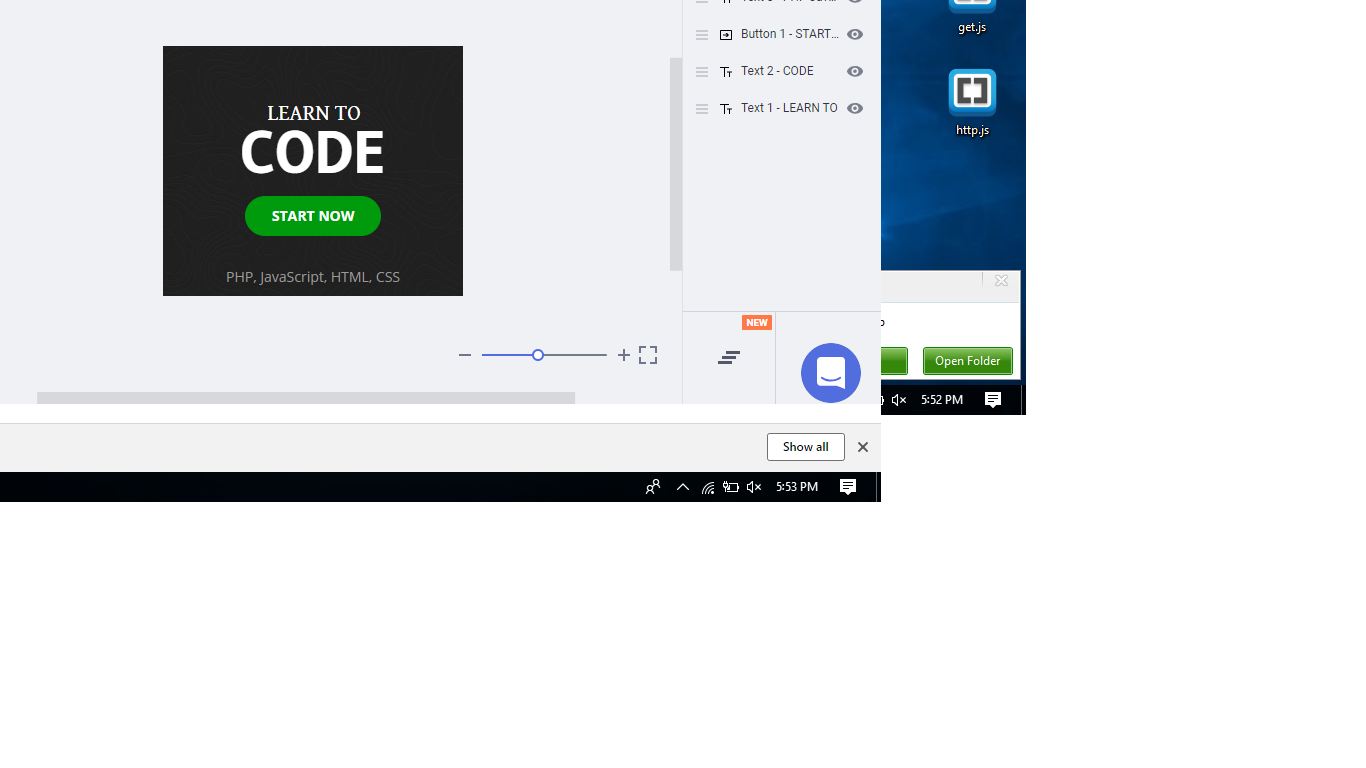 LEARN TO
CODE
START NOW
PHP, JavaScript, HTML, CSS
Button 1 - START...
Text 2 - CODE
Text 1 - LEARN TO
NEW
get.js
http.js
Open Folder
5:52 PM
Show all
5:53 PM